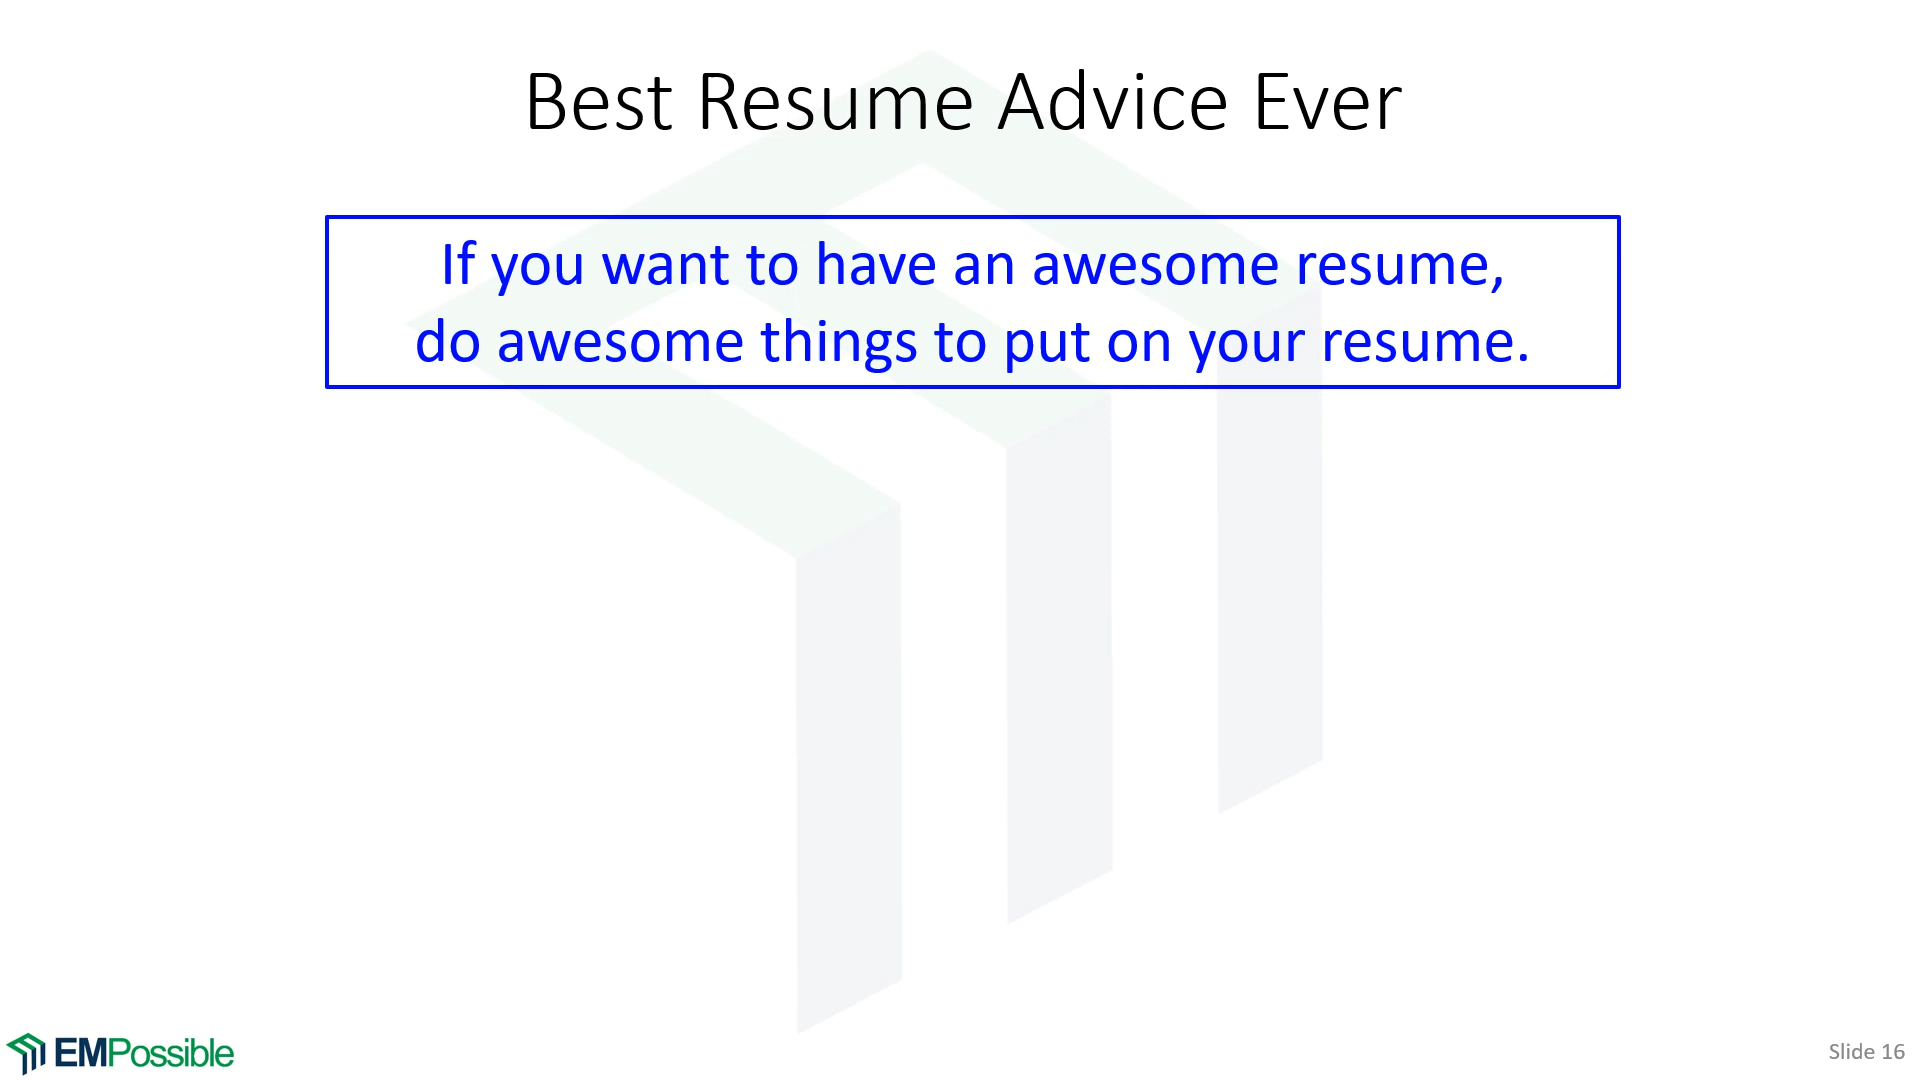 Best Resume Advice Ever
If you want to have an awesome resume,
do awesome things to put on your resume.
EMPossible
Slide 16